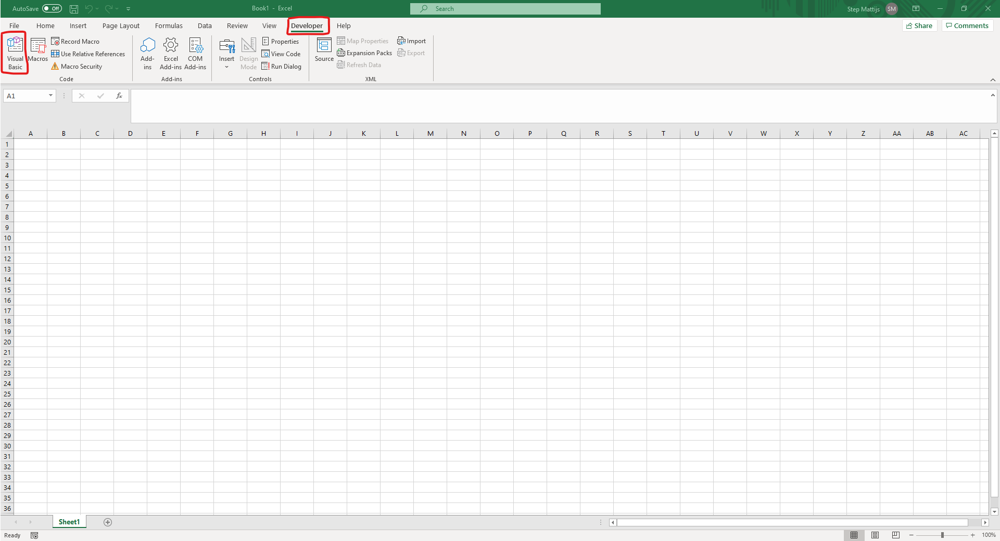 AutoSave Off Book1 - Excel Search Step Mattijs SM
File Home Insert Page Layout Formulas Data Review View Developer Help Share Comments
Visual Basic
Macros
Record Macro
Use Relative References
Macro Security
Code
Add-ins
Excel Add-ins
COM Add-ins
Add-ins
Insert
Design Mode
Properties
View Code
Run Dialog
Controls
Source
Map Properties
Expansion Packs
Refresh Data
Import
Export
XML
A1 fx
A B C D E F G H I J K L M N O P Q R S T U V W X Y Z AA AB AC
1
2
3
4
5
6
7
8
9
10
11
12
13
14
15
16
17
18
19
20
21
22
23
24
25
26
27
28
29
30
31
32
33
34
35
36
Sheet1
Ready 100%